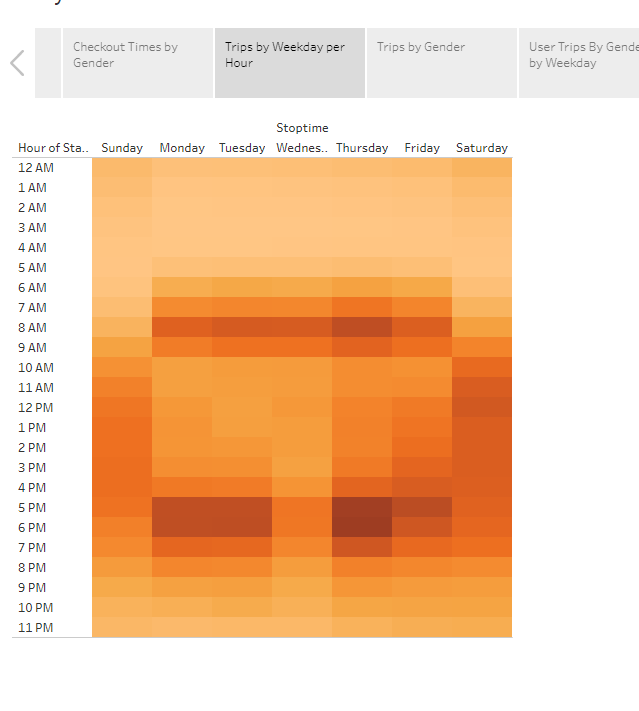 Checkout Times by
Gender
Trips by Weekday per
Hour
Trips by Gender
User Trips By Gende
by Weekday
Stoptime
Hour of Sta.. Sunday Monday Tuesday Wednes.. Thursday Friday Saturday
12 AM
1 AM
2 AM
3 AM
4 AM
5 AM
6 AM
7 AM
8 AM
9 AM
10 AM
11 AM
12 PM
1 PM
2 PM
3 PM
4 PM
5 PM
6 PM
7 PM
8 PM
9 PM
10 PM
11 PM